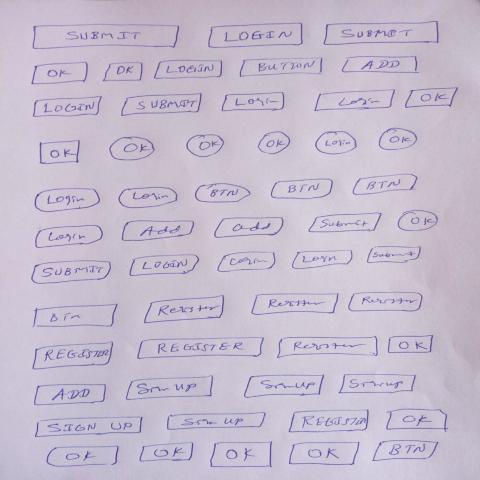 SUBMIT LOGIN SUBMIT
OK OK LOGIN BUTTON ADD
LOGIN SUBMIT Login Login OK
OK OK OK OK Login OK
Login Login BTN BTN BTN
Login Add add Submit OK
SUBMIT LOGIN Login Login Submit
Btn Register Register Register
REGISTER REGISTER Register OK
ADD Sign up Sign up Sign up
SIGN UP Sign up REGISTER OK
OK OK OK OK BTN